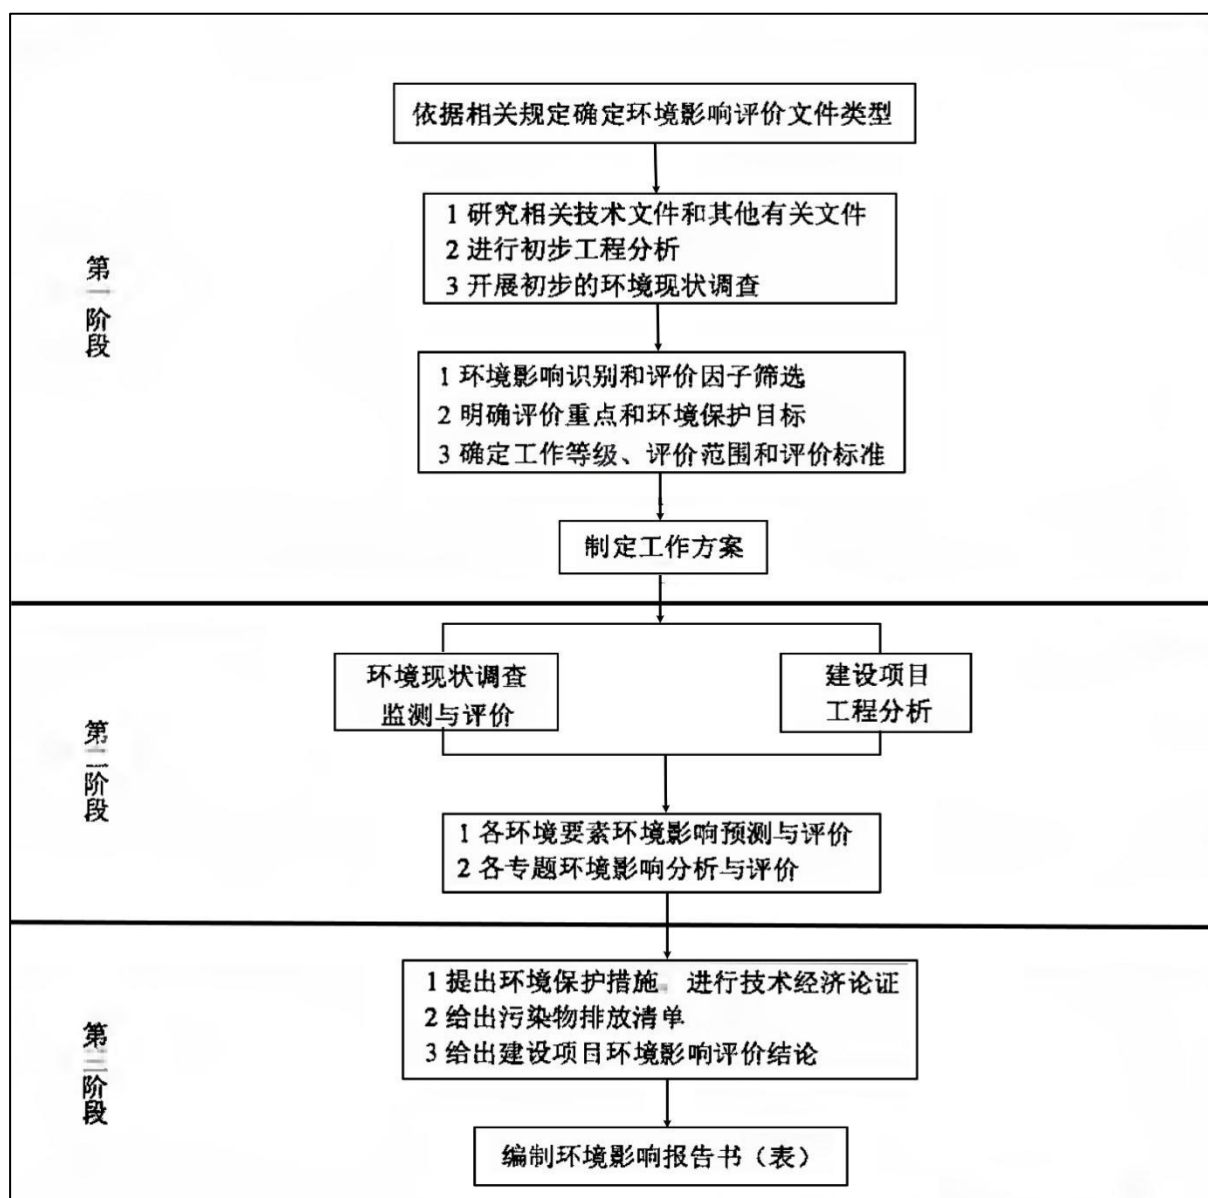 依据相关规定确定环境影响评价文件类型
1 研究相关技术文件和其他有关文件
2 进行初步工程分析
3 开展初步的环境现状调查
第一阶段
1 环境影响识别和评价因子筛选
2 明确评价重点和环境保护目标
3 确定工作等级、评价范围和评价标准
制定工作方案
环境现状调查
监测与评价
建设项目
工程分析
第二阶段
1 各环境要素环境影响预测与评价
2 各专题环境影响分析与评价
1 提出环境保护措施，进行技术经济论证
2 给出污染物排放清单
3 给出建设项目环境影响评价结论
第三阶段
编制环境影响报告书（表）